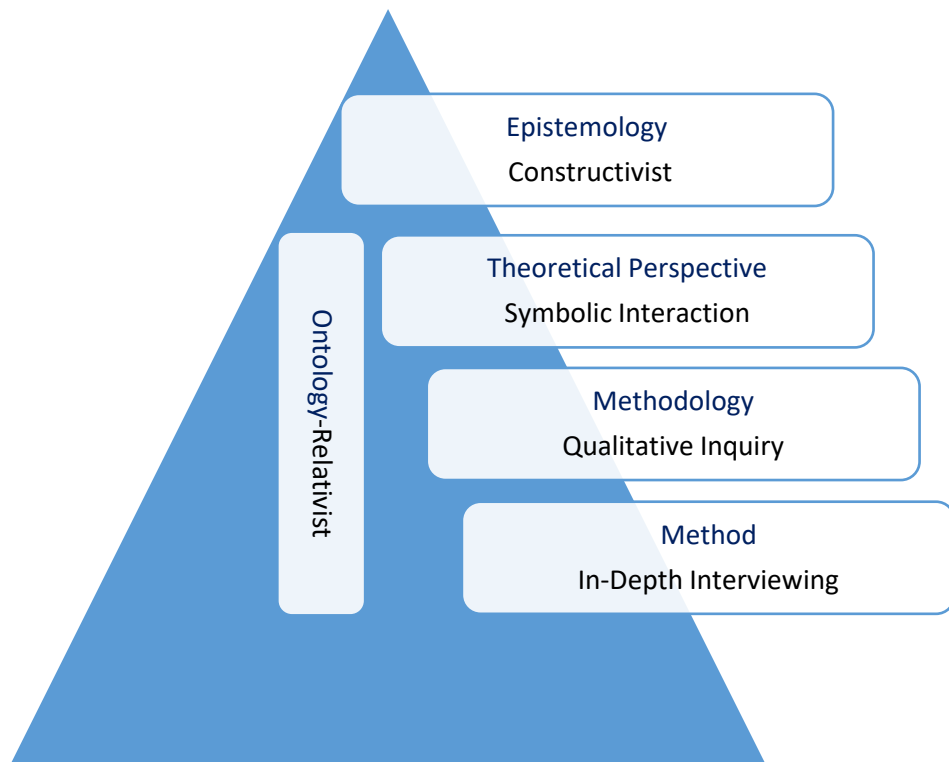 Epistemology
Constructivist
Theoretical Perspective
Symbolic Interaction
Ontology-Relativist
Methodology
Qualitative Inquiry
Method
In-Depth Interviewing